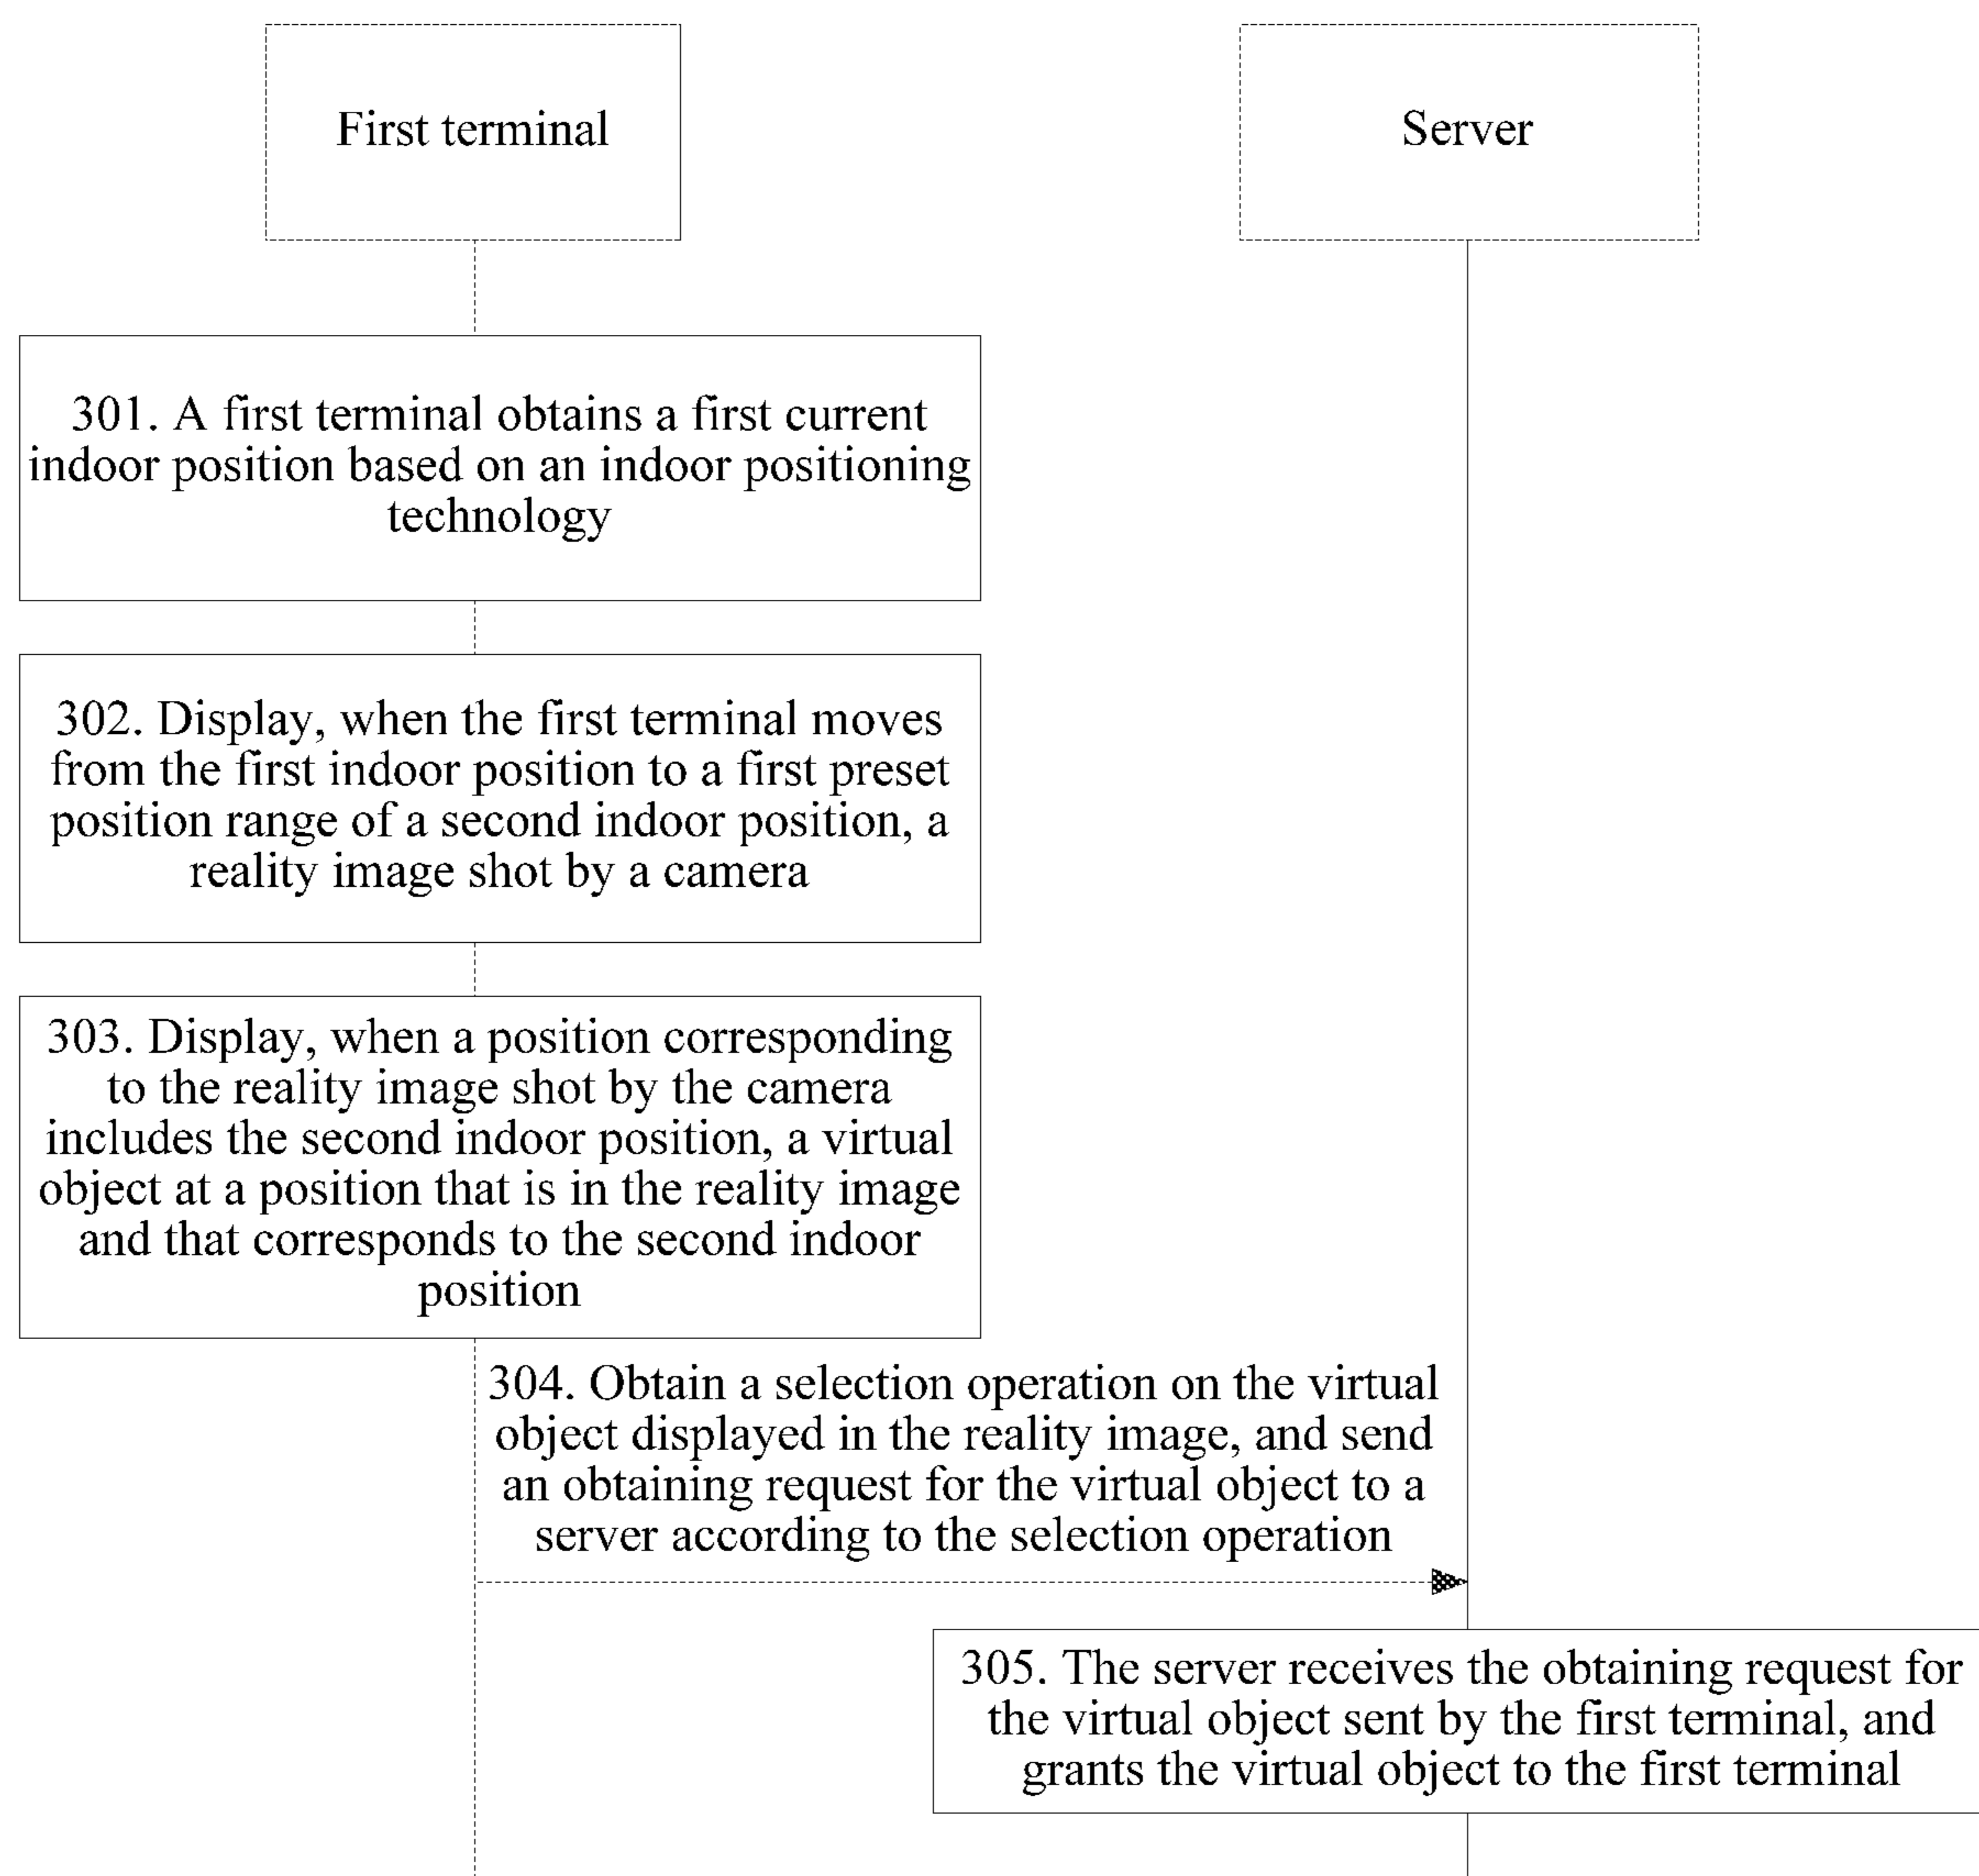 First terminal
Server
301. A first terminal obtains a first current
indoor position based on an indoor positioning
technology
302. Display, when the first terminal moves
from the first indoor position to a first preset
position range of a second indoor position, a
reality image shot by a camera
303. Display, when a position corresponding
to the reality image shot by the camera
includes the second indoor position, a virtual
object at a position that is in the reality image
and that corresponds to the second indoor
position
304. Obtain a selection operation on the virtual
object displayed in the reality image, and send
an obtaining request for the virtual object to a
server according to the selection operation
305. The server receives the obtaining request for
the virtual object sent by the first terminal, and
grants the virtual object to the first terminal